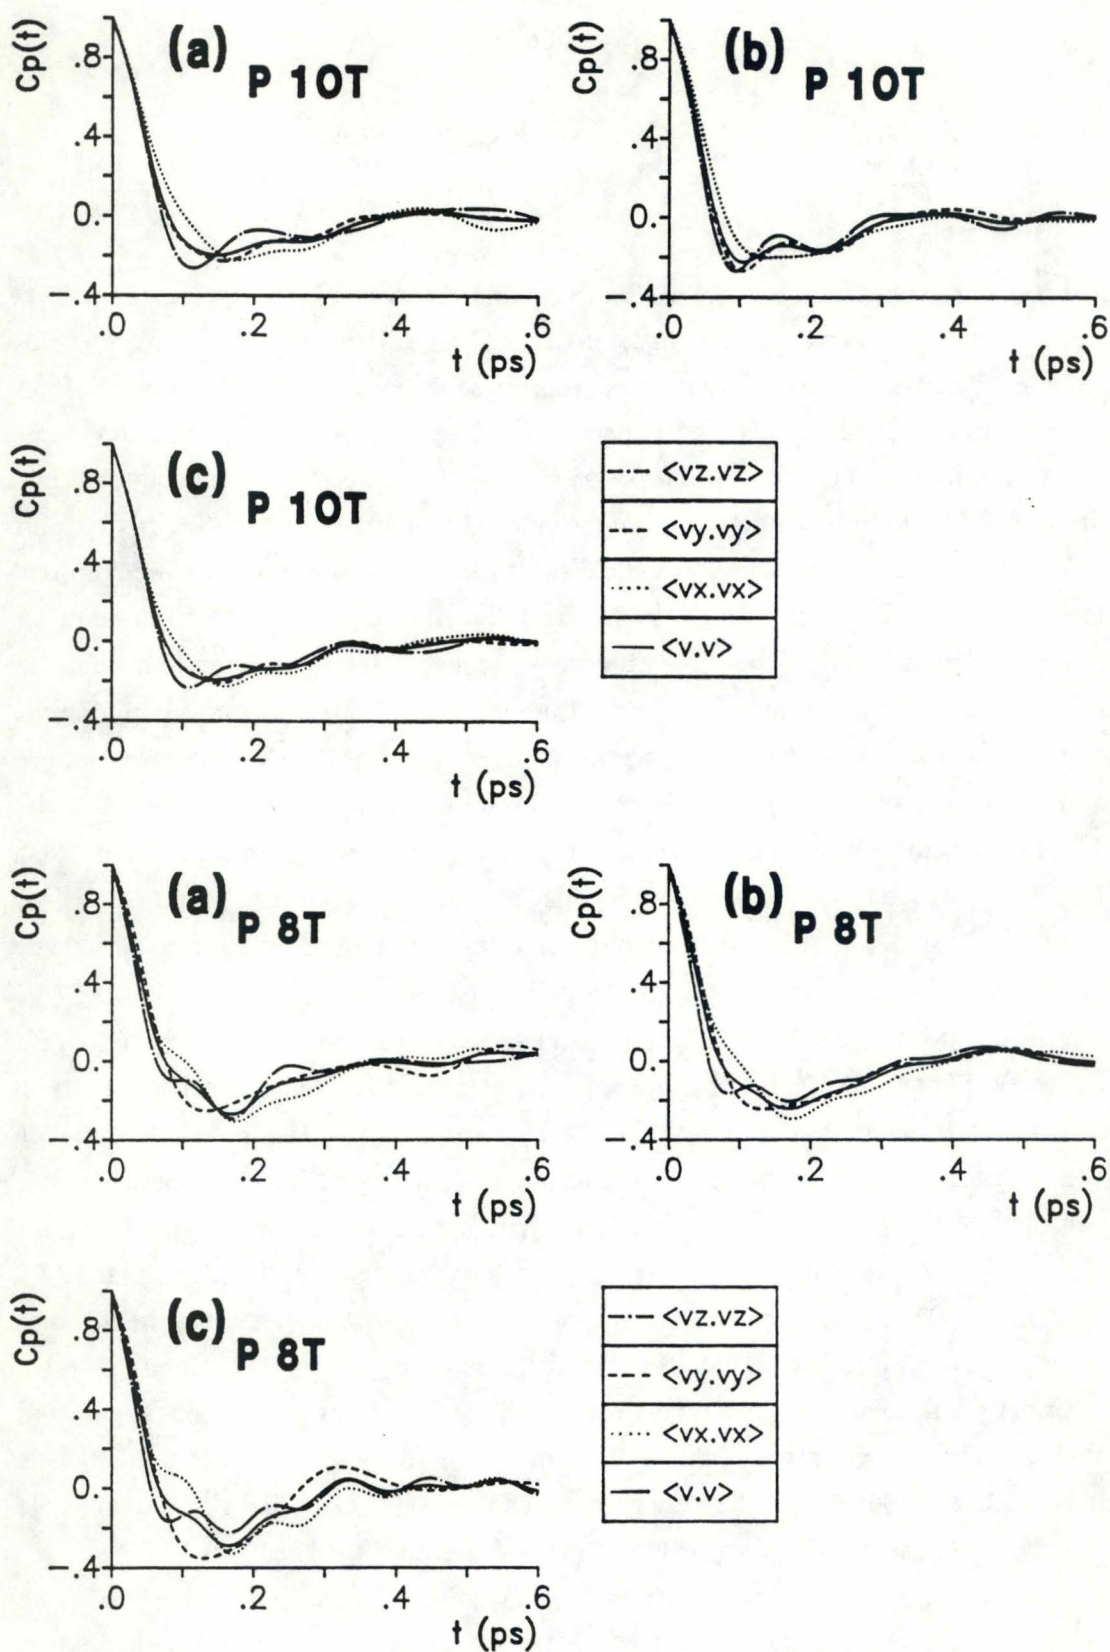 (a)
P 10T
Cp(t)
.8
.4
0.
-.4
.0
.2
.4
.6
t (ps)
(b)
P 10T
Cp(t)
.8
.4
0.
-.4
.0
.2
.4
.6
t (ps)
(c)
P 10T
Cp(t)
.8
.4
0.
-.4
.0
.2
.4
.6
t (ps)
<vz.vz>
<vy.vy>
<vx.vx>
<v.v>
(a)
P 8T
Cp(t)
.8
.4
0.
-.4
.0
.2
.4
.6
t (ps)
(b)
P 8T
Cp(t)
.8
.4
0.
-.4
.0
.2
.4
.6
t (ps)
(c)
P 8T
Cp(t)
.8
.4
0.
-.4
.0
.2
.4
.6
t (ps)
<vz.vz>
<vy.vy>
<vx.vx>
<v.v>